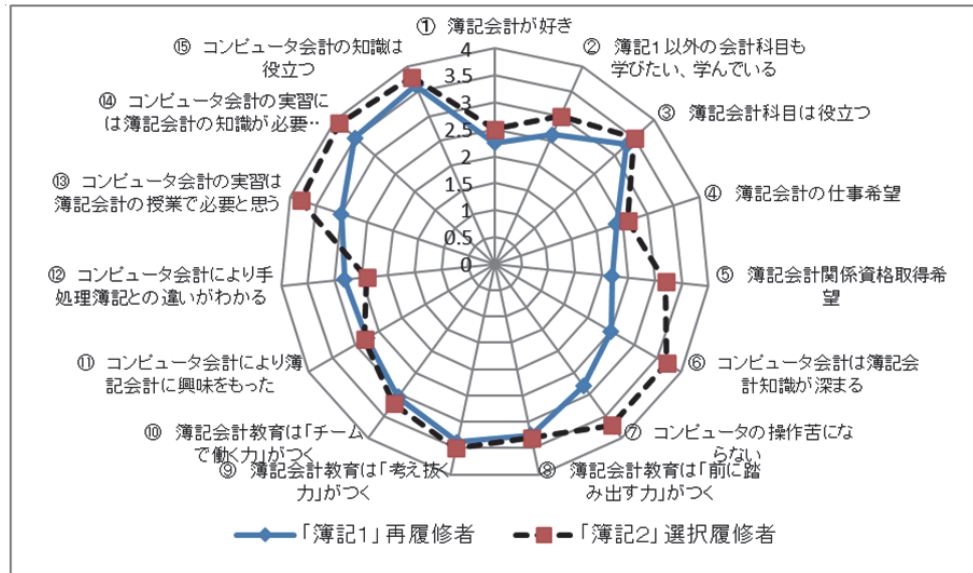 ① 簿記会計が好き
② 簿記1以外の会計科目も
学びたい、学んでいる
③ 簿記会計科目は役立つ
④ 簿記会計の仕事希望
⑤ 簿記会計関係資格取得希
望
⑥ コンピュータ会計は簿記会
計知識が深まる
⑦ コンピュータの操作苦にな
らない
⑧ 簿記会計教育は「前に踏
み出す力」がつく
⑨ 簿記会計教育は「考え抜く
力」がつく
⑩ 簿記会計教育は「チーム
で働く力」がつく
⑪ コンピュータ会計により簿
記会計に興味をもった
⑫ コンピュータ会計により手
処理簿記との違いがわかる
⑬ コンピュータ会計の実習は
簿記会計の授業で必要と思う
⑭ コンピュータ会計の実習に
は簿記会計の知識が必要…
⑮ コンピュータ会計の知識は
役立つ
4
3.5
3
2.5
2
1.5
1
0.5
0
「簿記1」再履修者
「簿記2」選択履修者